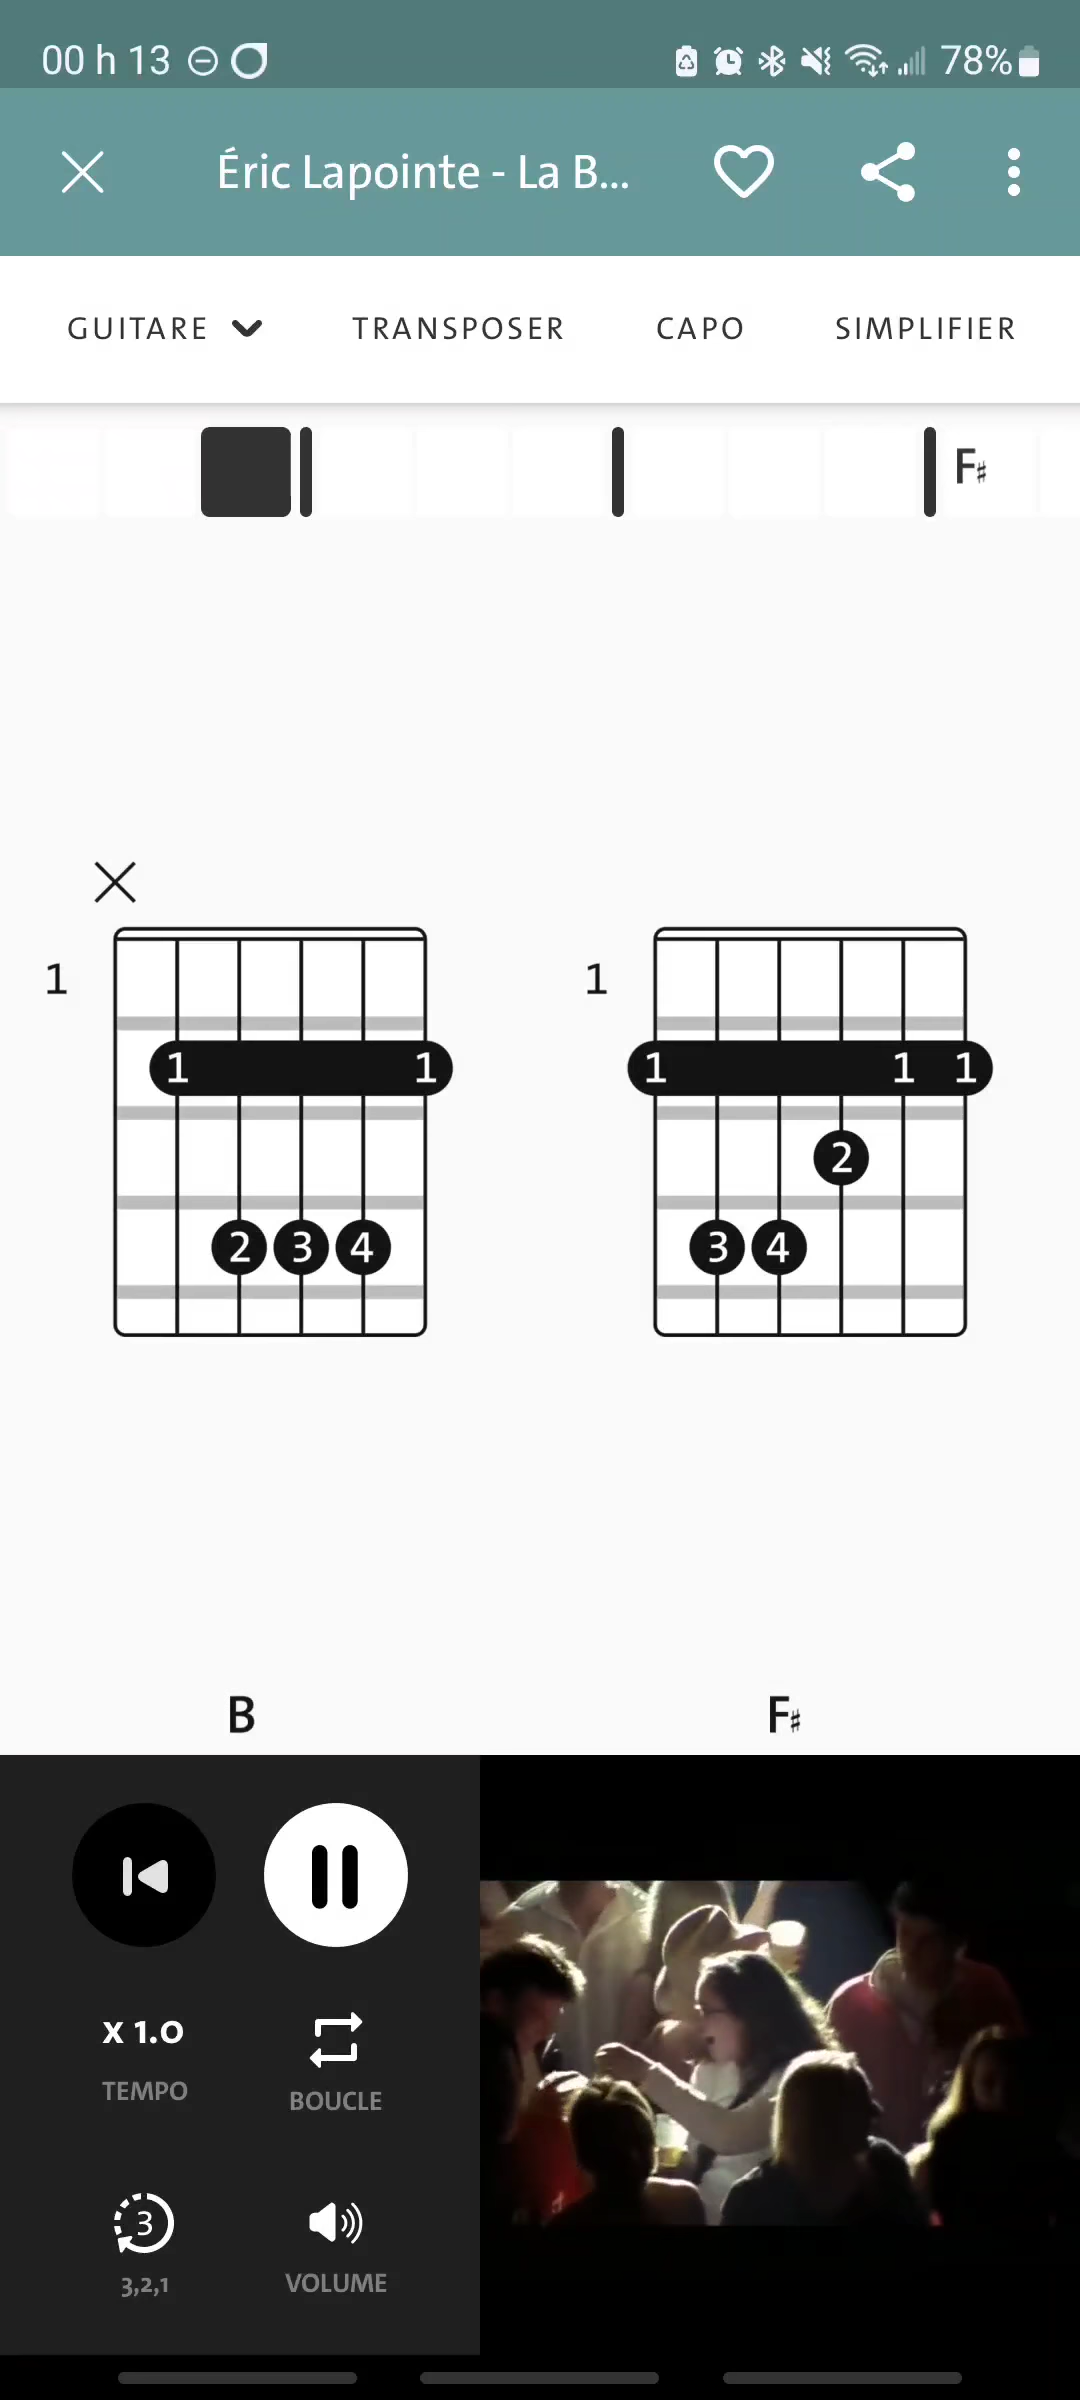 00 h 13 78%
Éric Lapointe - La B...
GUITARE TRANSPOSER CAPO SIMPLIFIER
F♯
1 1
1 1 1 1 1
2
2 3 4 3 4
B F♯
x 1.0
TEMPO BOUCLE
3
3,2,1 VOLUME